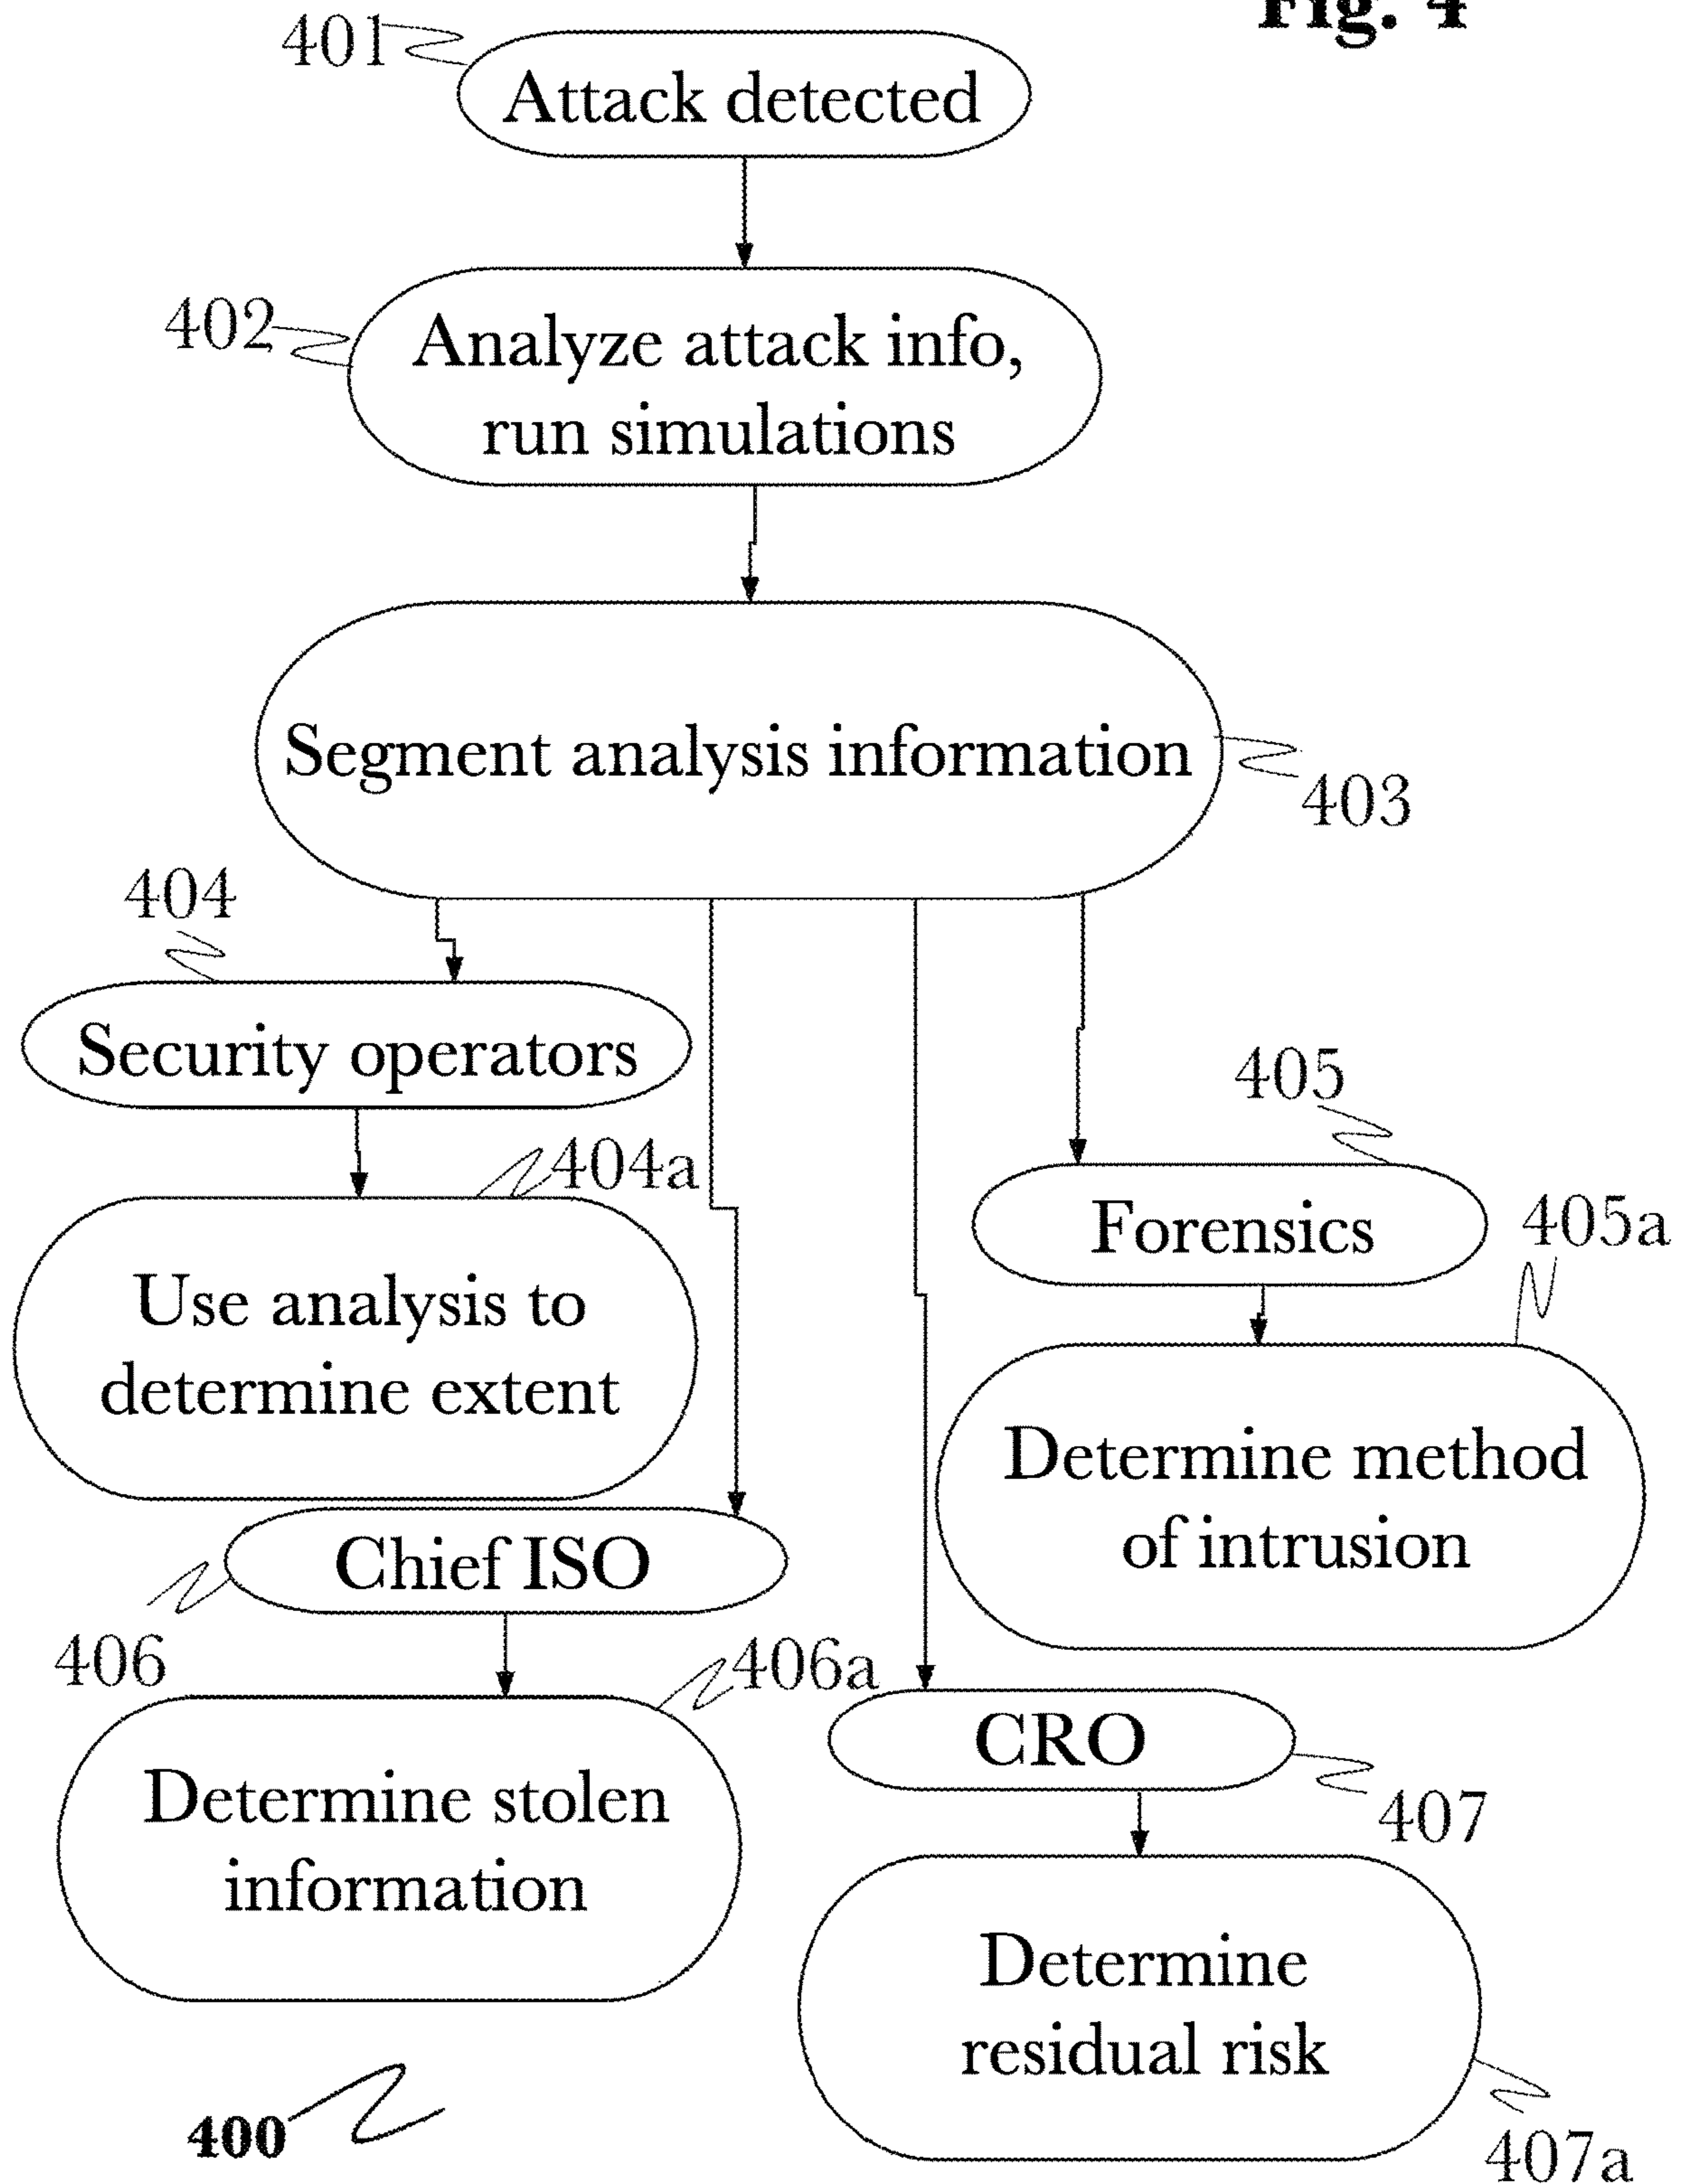 Fig. 4
401
Attack detected
402
Analyze attack info,
run simulations
Segment analysis information
403
404
Security operators
404a
Use analysis to
determine extent
405
Forensics
405a
Determine method
of intrusion
Chief ISO
406
406a
Determine stolen
information
CRO
407
Determine
residual risk
407a
400